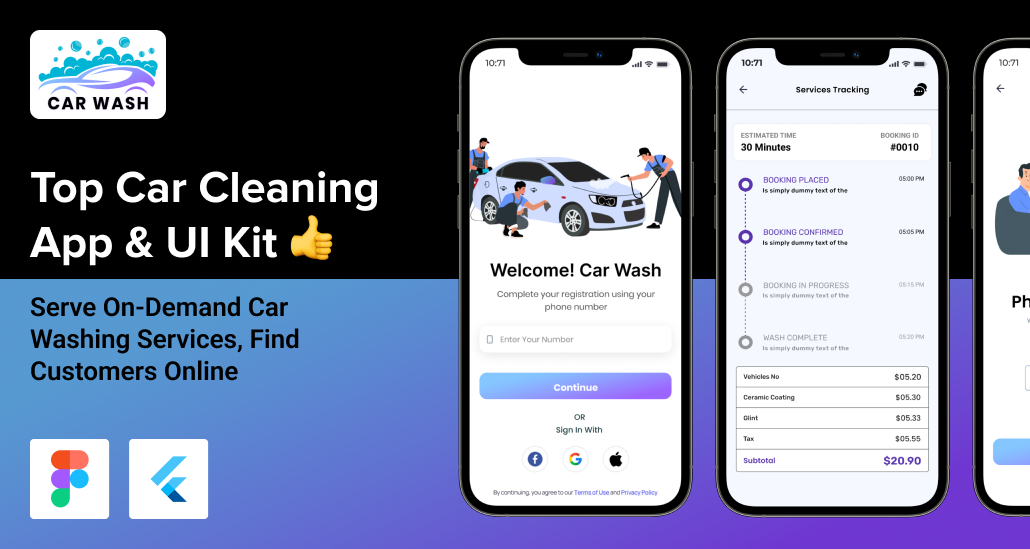 CAR WASH
Top Car Cleaning
App & UI Kit 👍
Serve On-Demand Car
Washing Services, Find
Customers Online
10:71
Welcome! Car Wash
Complete your registration using your
phone number
Enter Your Number
Continue
OR
Sign In With
By continuing, you agree to our Terms of Use and Privacy Policy
10:71
Services Tracking
ESTIMATED TIME BOOKING ID
30 Minutes #0010
BOOKING PLACED 05:00 PM
Is simply dummy text of the
BOOKING CONFIRMED 05:05 PM
Is simply dummy text of the
BOOKING IN PROGRESS 05:15 PM
Is simply dummy text of the
WASH COMPLETE 05:20 PM
Is simply dummy text of the
Vehicles No $05.20
Ceramic Coating $05.30
Glint $05.33
Tax $05.55
Subtotal $20.90
10:71
Ph